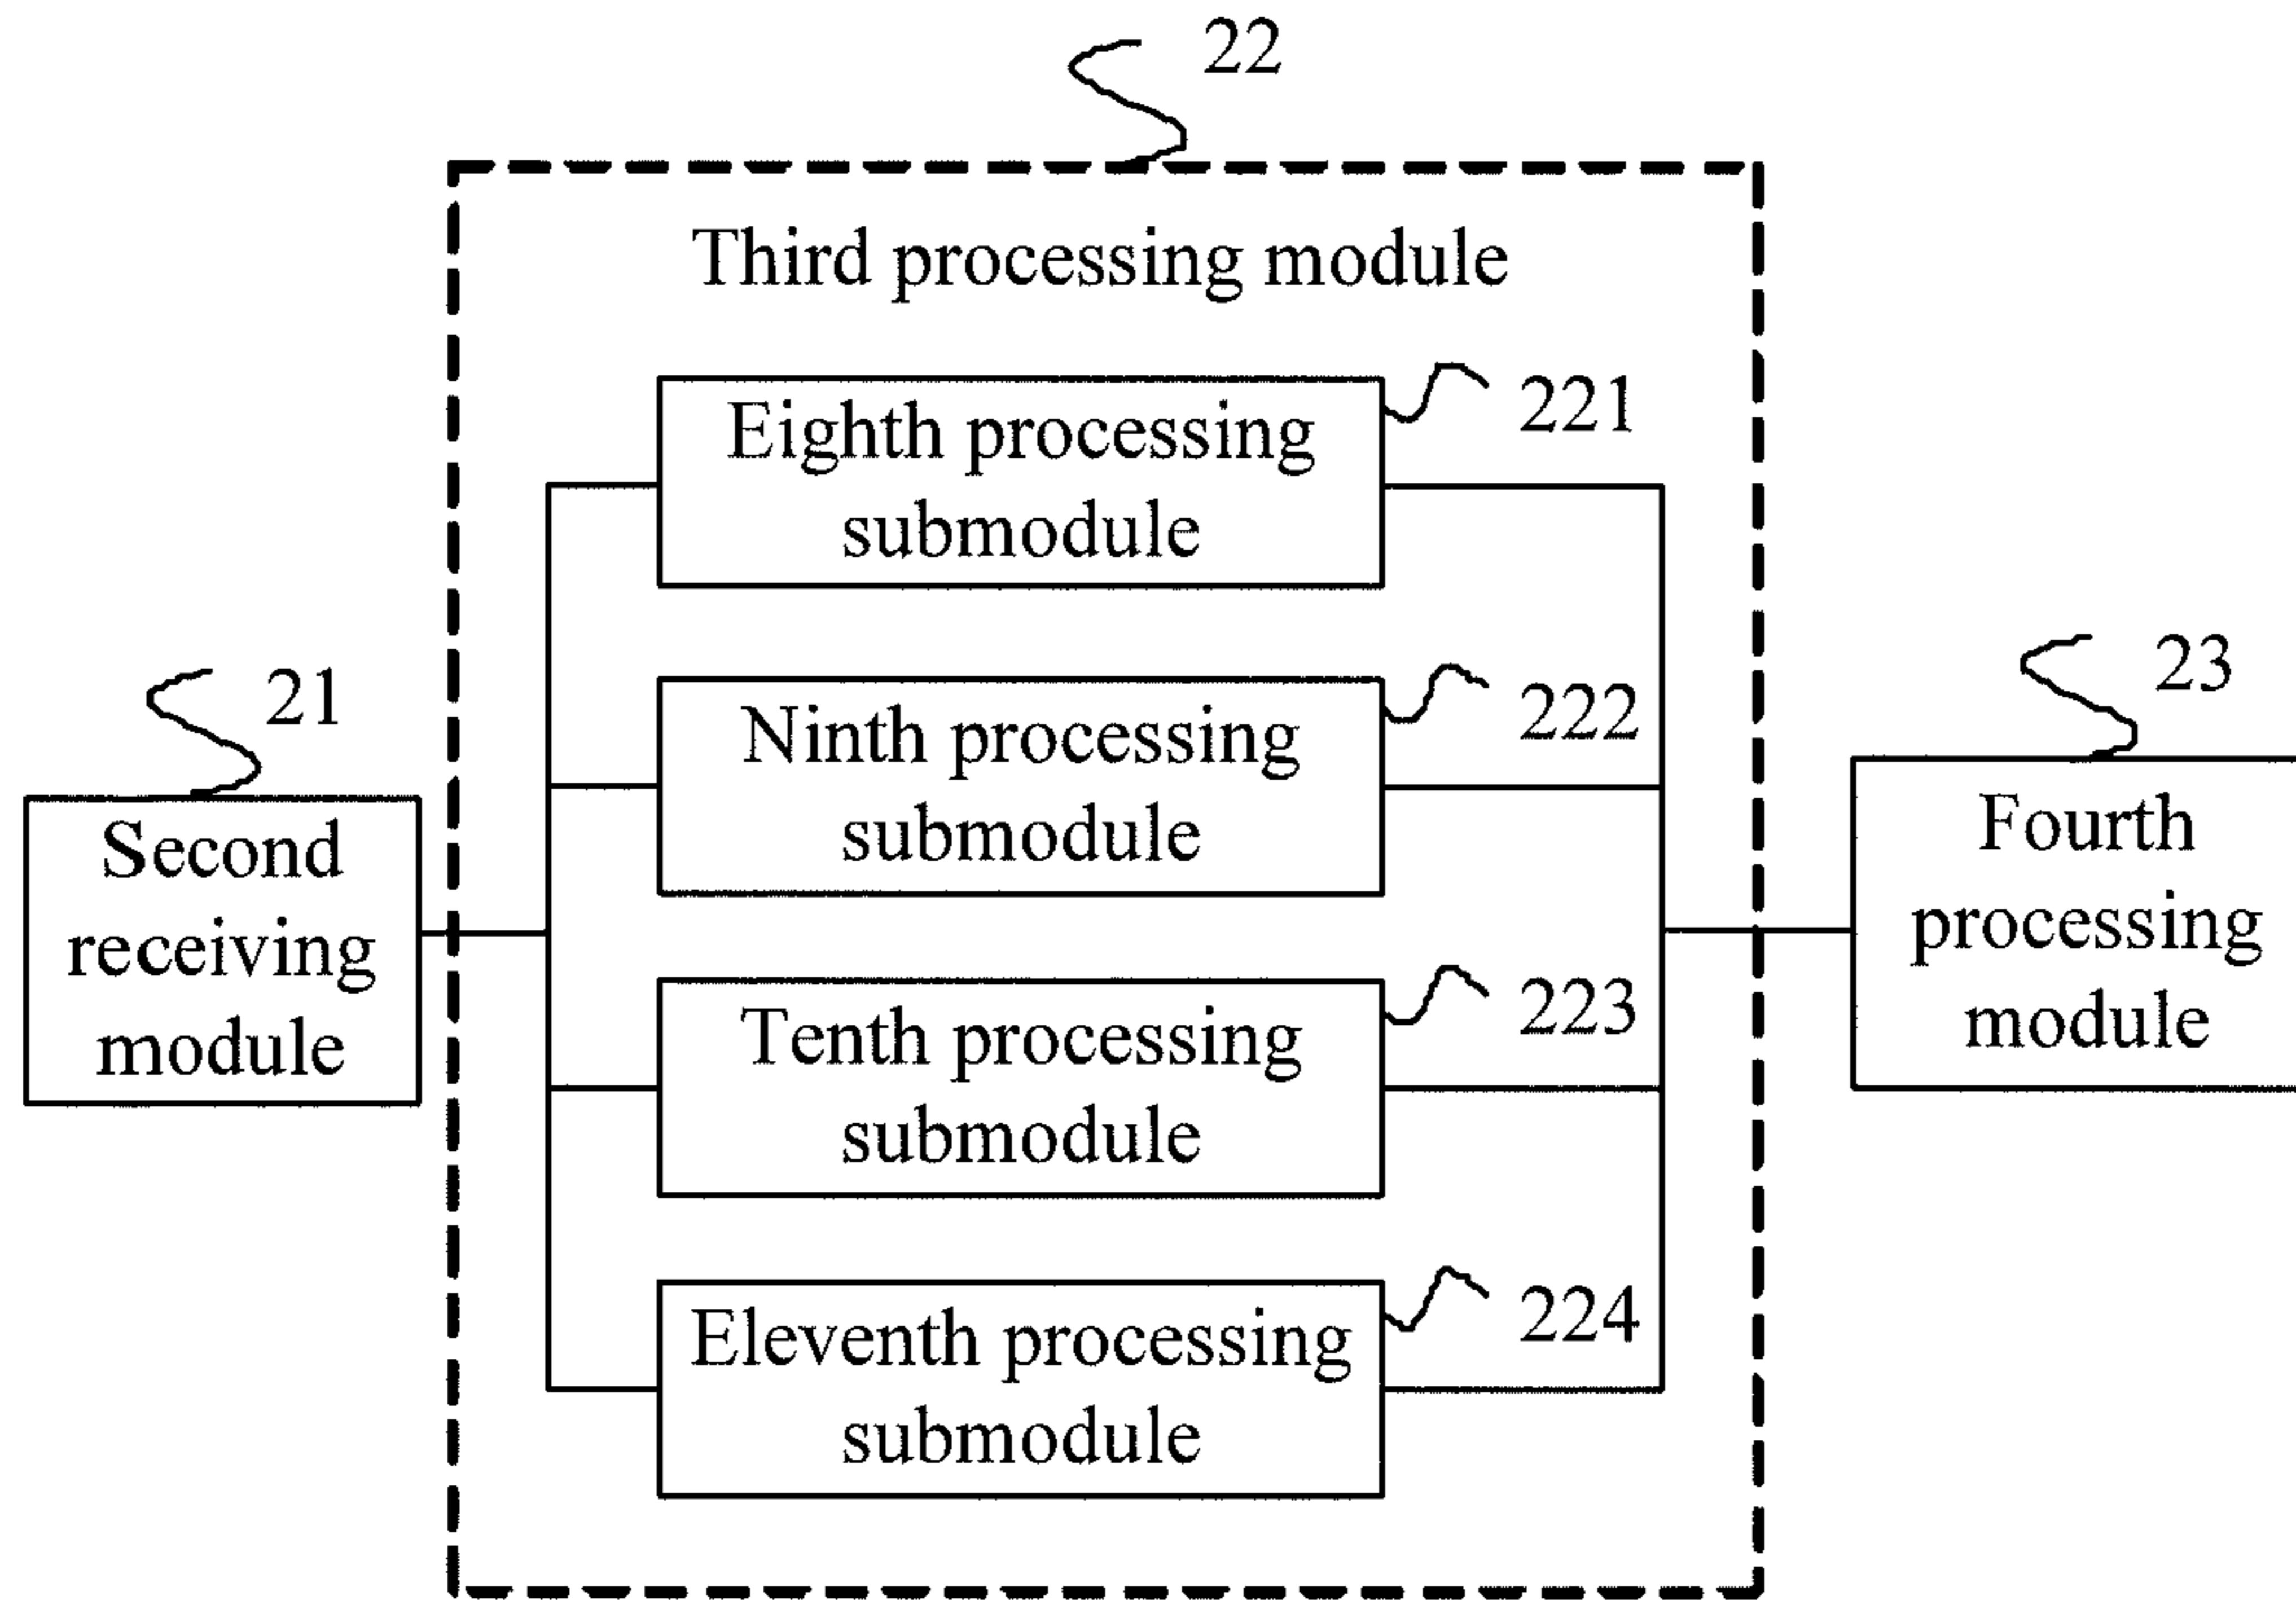 22
Third processing module
Eighth processing
submodule
221
Ninth processing
submodule
222
Tenth processing
submodule
223
Eleventh processing
submodule
224
21
Second
receiving
module
23
Fourth
processing
module